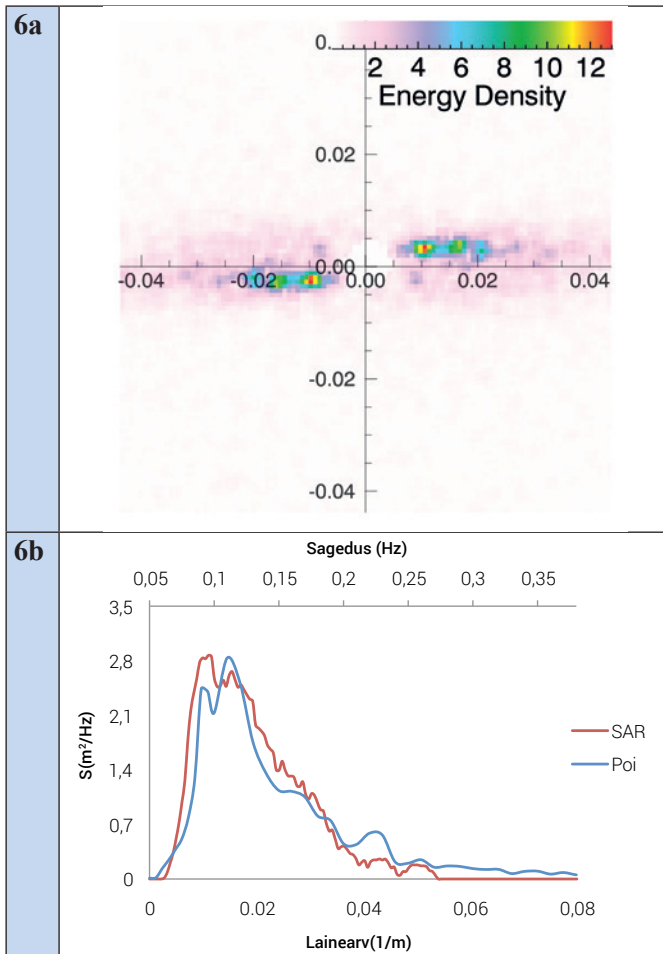 6a
0.
2 4 6 8 10 12
Energy Density
0.02
0.00
-0.04 -0.02 0.00 0.02 0.04
-0.02
-0.04
6b
Sagedus (Hz)
0,05 0,1 0,15 0,2 0,25 0,3 0,35
3,5
2,8
2,1
1,4
0,7
0
S(m²/Hz)
SAR
Poi
0 0.02 0,04 0,06 0,08
Lainearv(1/m)